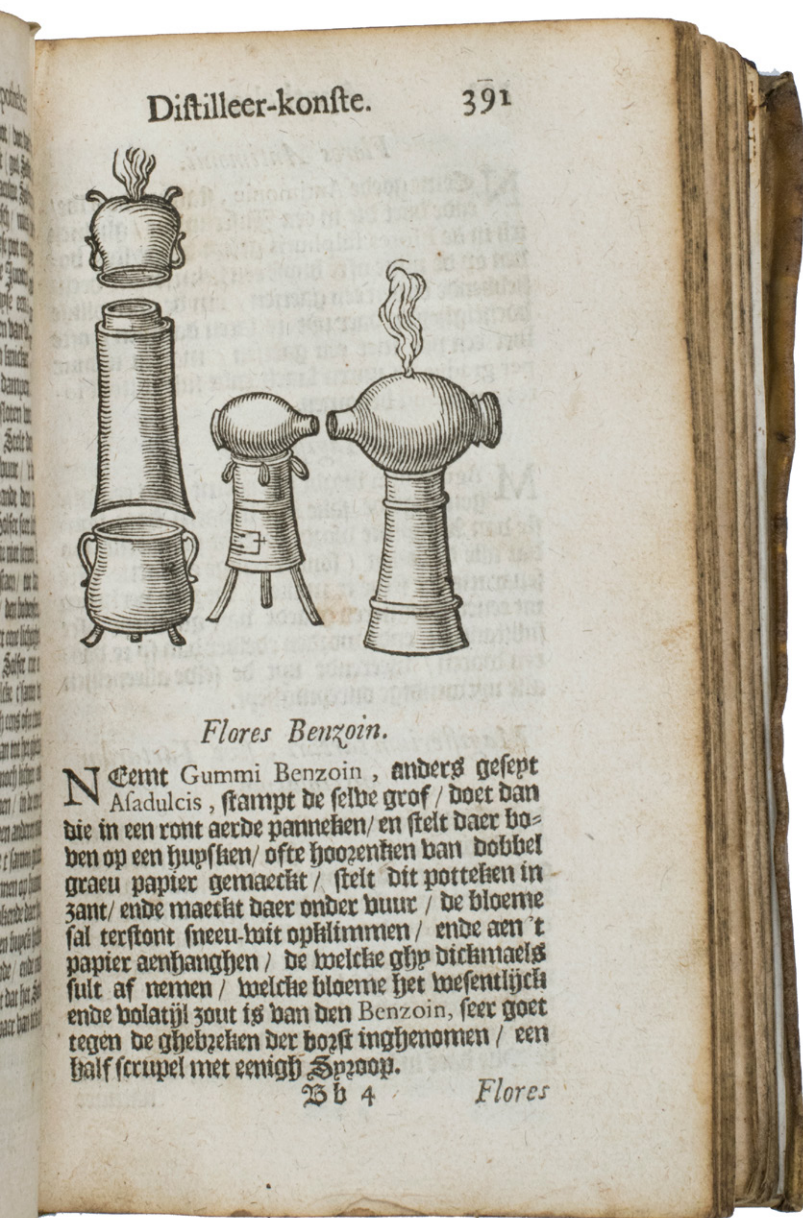 Distilleer-konste. 391
Flores Benzoin.
NEemt Gummi Benzoin, anders geseyt
Asadulcis, stampt de selve grof / doet dan
die in een ront aerde panneken / en stelt daer bo-
ven op een huysken / ofte hoorenken van dobbel
graeu papier gemaeckt / stelt dit potteken in
zant / ende maeckt daer onder vuur / de bloeme
sal terstont sneeu-wit opklimmen / ende aen 't
papier aenhanghen / de welcke ghy dickmaels
sult af nemen / welcke bloeme het wesentlijck
ende volatijl zout is van den Benzoin, seer goet
tegen de ghebreken der borst inghenomen / een
half scrupel met eenigh Syroop.
Bb 4 Flores